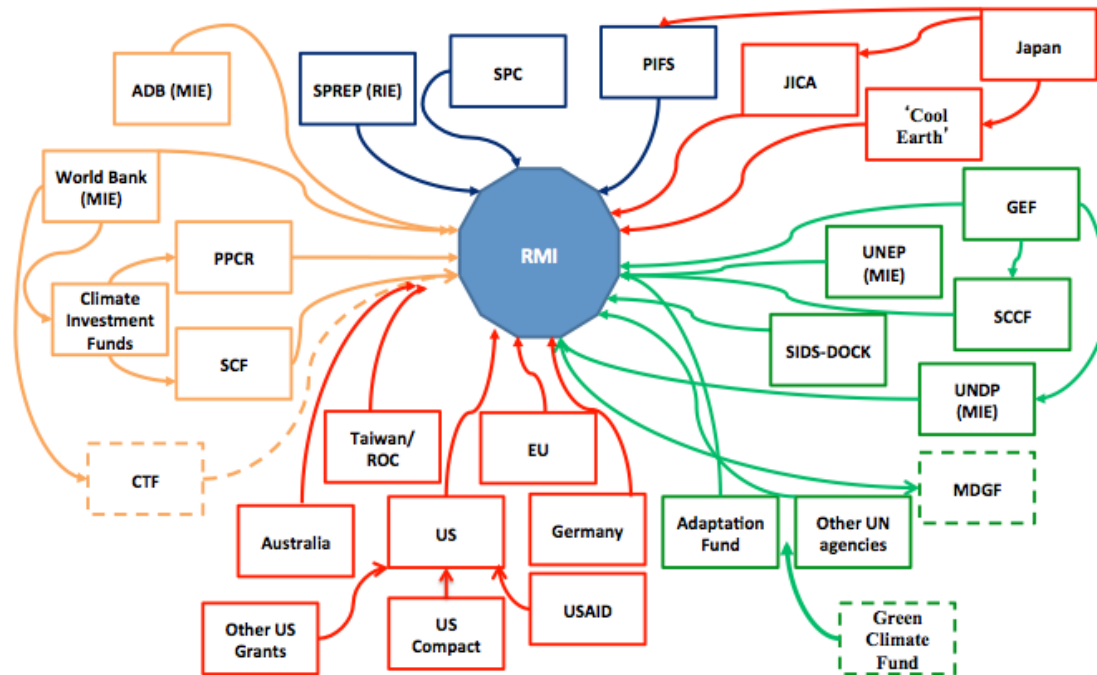 ADB (MIE)
SPREP (RIE)
SPC
PIFS
JICA
Japan
‘Cool
Earth’
World Bank
(MIE)
PPCR
Climate
Investment
Funds
SCF
CTF
RMI
GEF
UNEP
(MIE)
SCCF
SIDS-DOCK
UNDP
(MIE)
MDGF
Taiwan/
ROC
EU
Australia
US
Germany
Adaptation
Fund
Other UN
agencies
Other US
Grants
US
Compact
USAID
Green
Climate
Fund